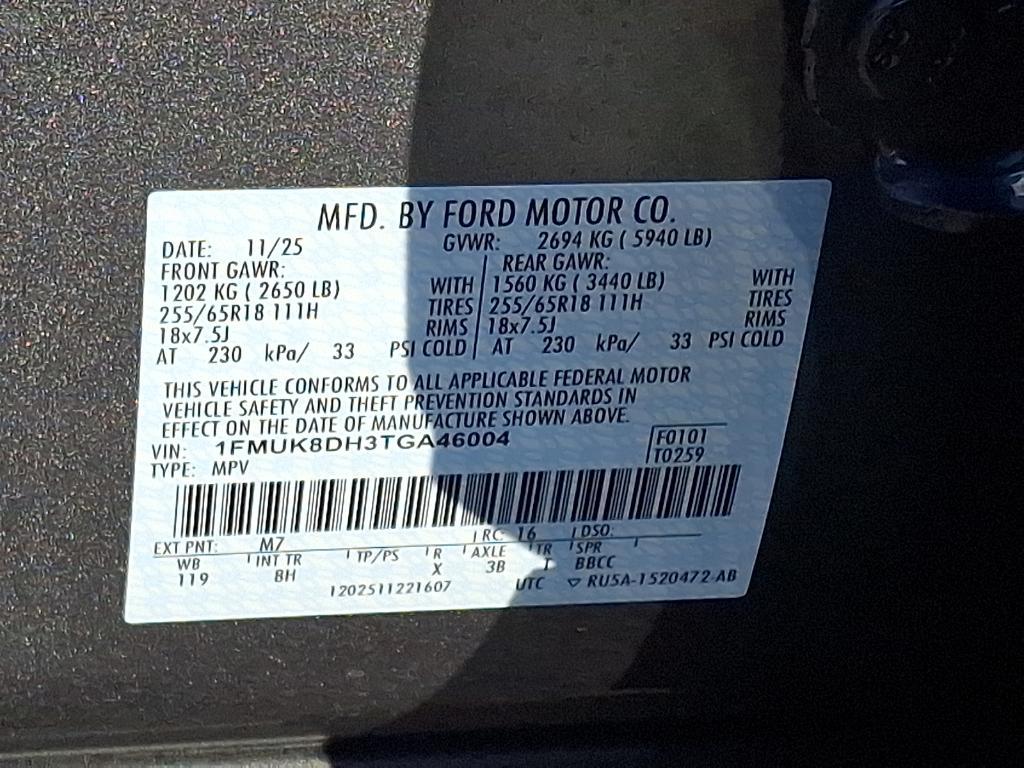 MFD. BY FORD MOTOR CO.
DATE: 11/25 GVWR: 2694 KG ( 5940 LB)
FRONT GAWR: REAR GAWR:
1202 KG ( 2650 LB) WITH 1560 KG ( 3440 LB) WITH
255/65R18 111H TIRES 255/65R18 111H TIRES
18x7.5J RIMS 18x7.5J RIMS
AT 230 kPa/ 33 PSI COLD AT 230 kPa/ 33 PSI COLD
THIS VEHICLE CONFORMS TO ALL APPLICABLE FEDERAL MOTOR
VEHICLE SAFETY AND THEFT PREVENTION STANDARDS IN
EFFECT ON THE DATE OF MANUFACTURE SHOWN ABOVE.
VIN: 1FMUK8DH3TGA46004 F0101
TYPE: MPV T0259
EXT PNT: M7 RC: 16 DSO:
WB INT TR TP/PS R AXLE TR SPR
119 8H X 3B T BBCC
1202511221607 UTC ▽ RU5A-1520472-AB